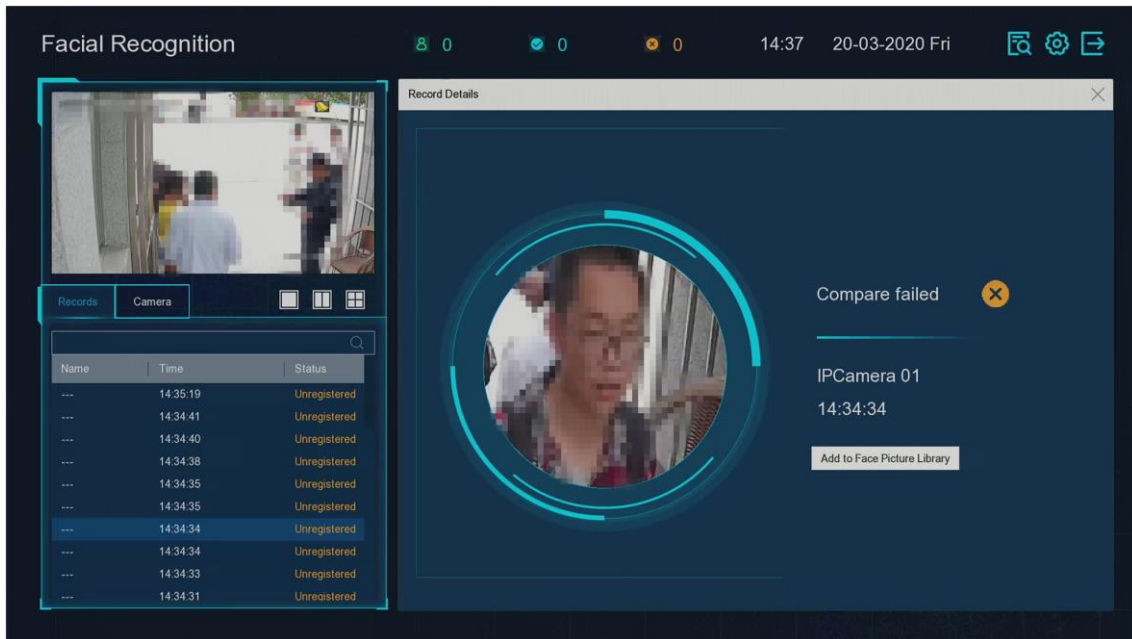 Facial Recognition
0
0
0
14:37 20-03-2020 Fri
Records
Camera
Name Time Status
--- 14:35:19 Unregistered
--- 14:34:41 Unregistered
--- 14:34:40 Unregistered
--- 14:34:38 Unregistered
--- 14:34:35 Unregistered
--- 14:34:35 Unregistered
--- 14:34:34 Unregistered
--- 14:34:34 Unregistered
--- 14:34:33 Unregistered
--- 14:34:31 Unregistered
Record Details
Compare failed
IPCamera 01
14:34:34
Add to Face Picture Library